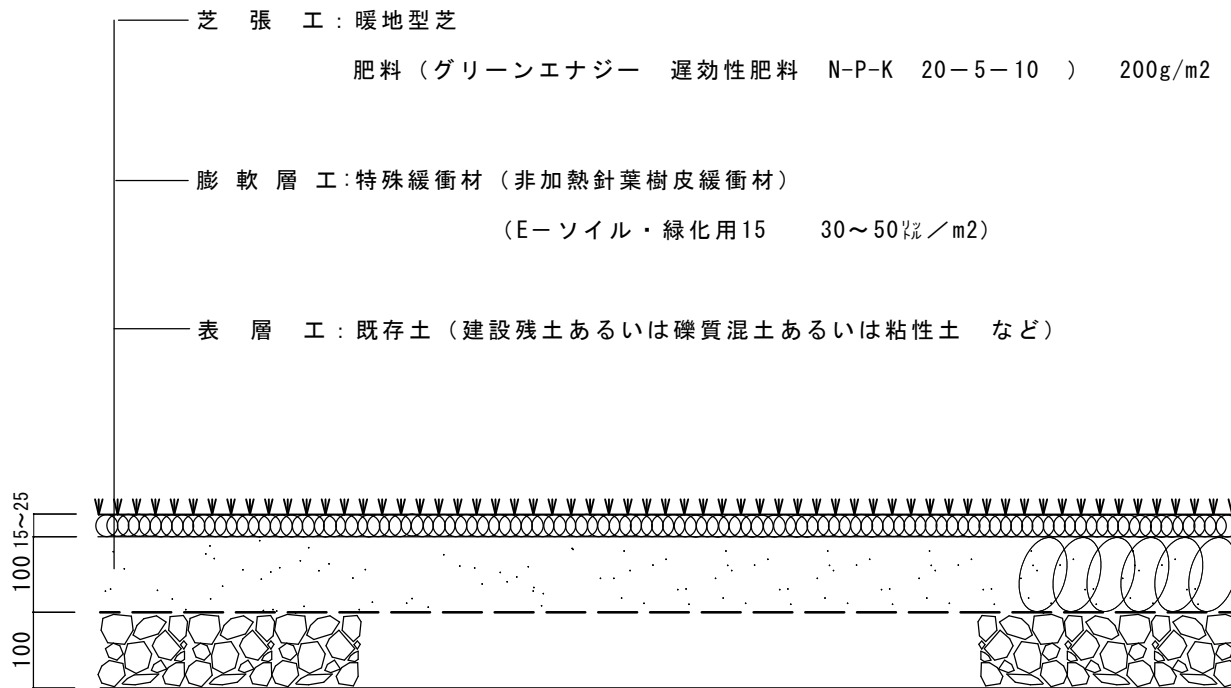 芝　張　工：暖地型芝
肥料（グリーンエナジー　遅効性肥料　N-P-K　20－5－10　）　200g/m2
膨 軟 層 工：特殊緩衝材（非加熱針葉樹皮緩衝材）
（E－ソイル・緑化用15　30～50㍑／m2）
表　層　工：既存土（建設残土あるいは礫質混土あるいは粘性土　など）
15~25
100
100